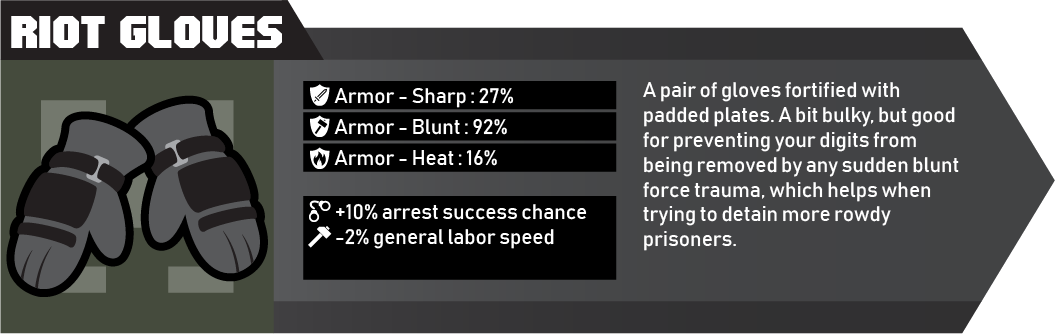 RIOT GLOVES
Armor - Sharp : 27%
Armor - Blunt : 92%
Armor - Heat : 16%
+10% arrest success chance
-2% general labor speed
A pair of gloves fortified with
padded plates. A bit bulky, but good
for preventing your digits from
being removed by any sudden blunt
force trauma, which helps when
trying to detain more rowdy
prisoners.